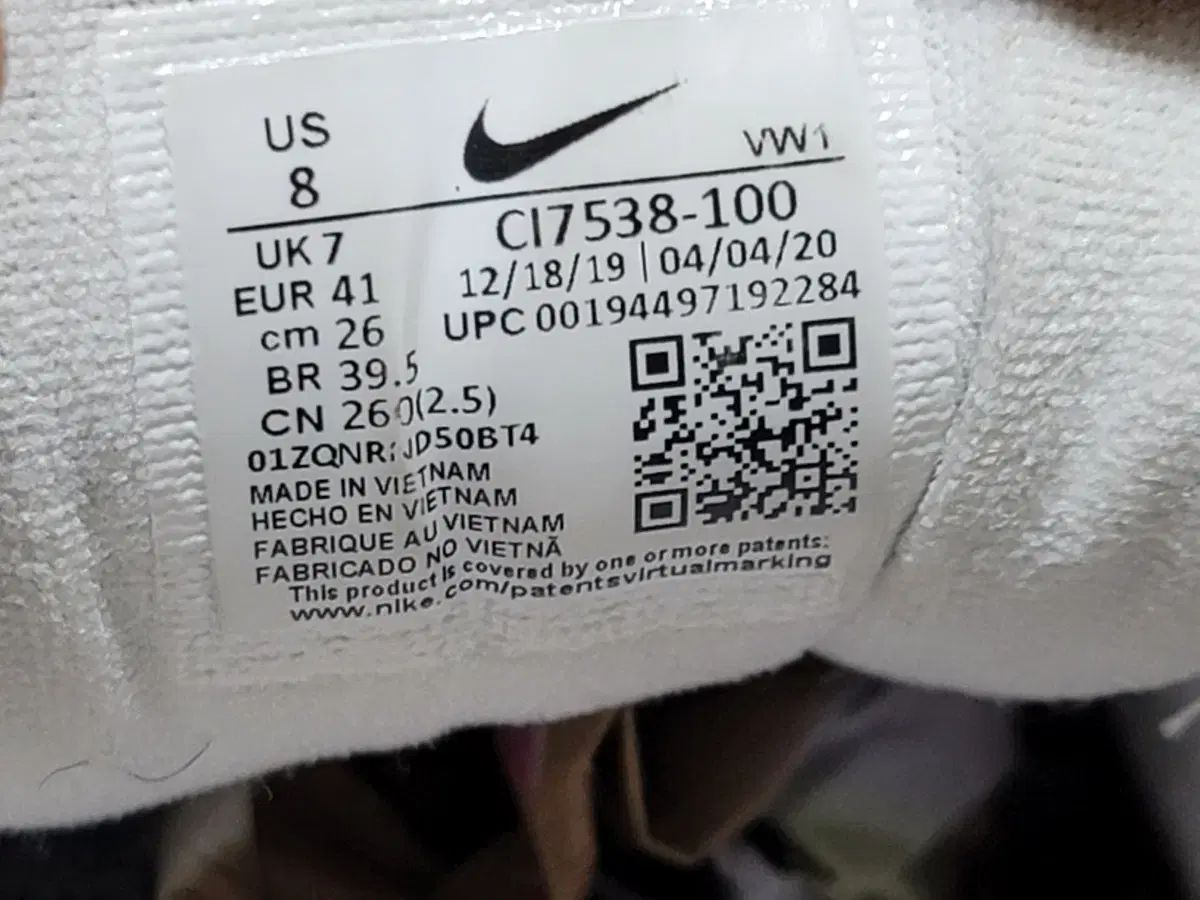 US
8
VW1
UK 7
EUR 41
cm 26
BR 39.5
CN 260(2.5)
CI7538-100
12/18/19 | 04/04/20
UPC 00194497192284
MADE IN VIETNAM
HECHO EN VIETNAM
FABRIQUE AU VIETNAM
FABRICADO NO VIETNÃ
This product is covered by one or more patents:
www.nike.com/patentsvirtualmarking